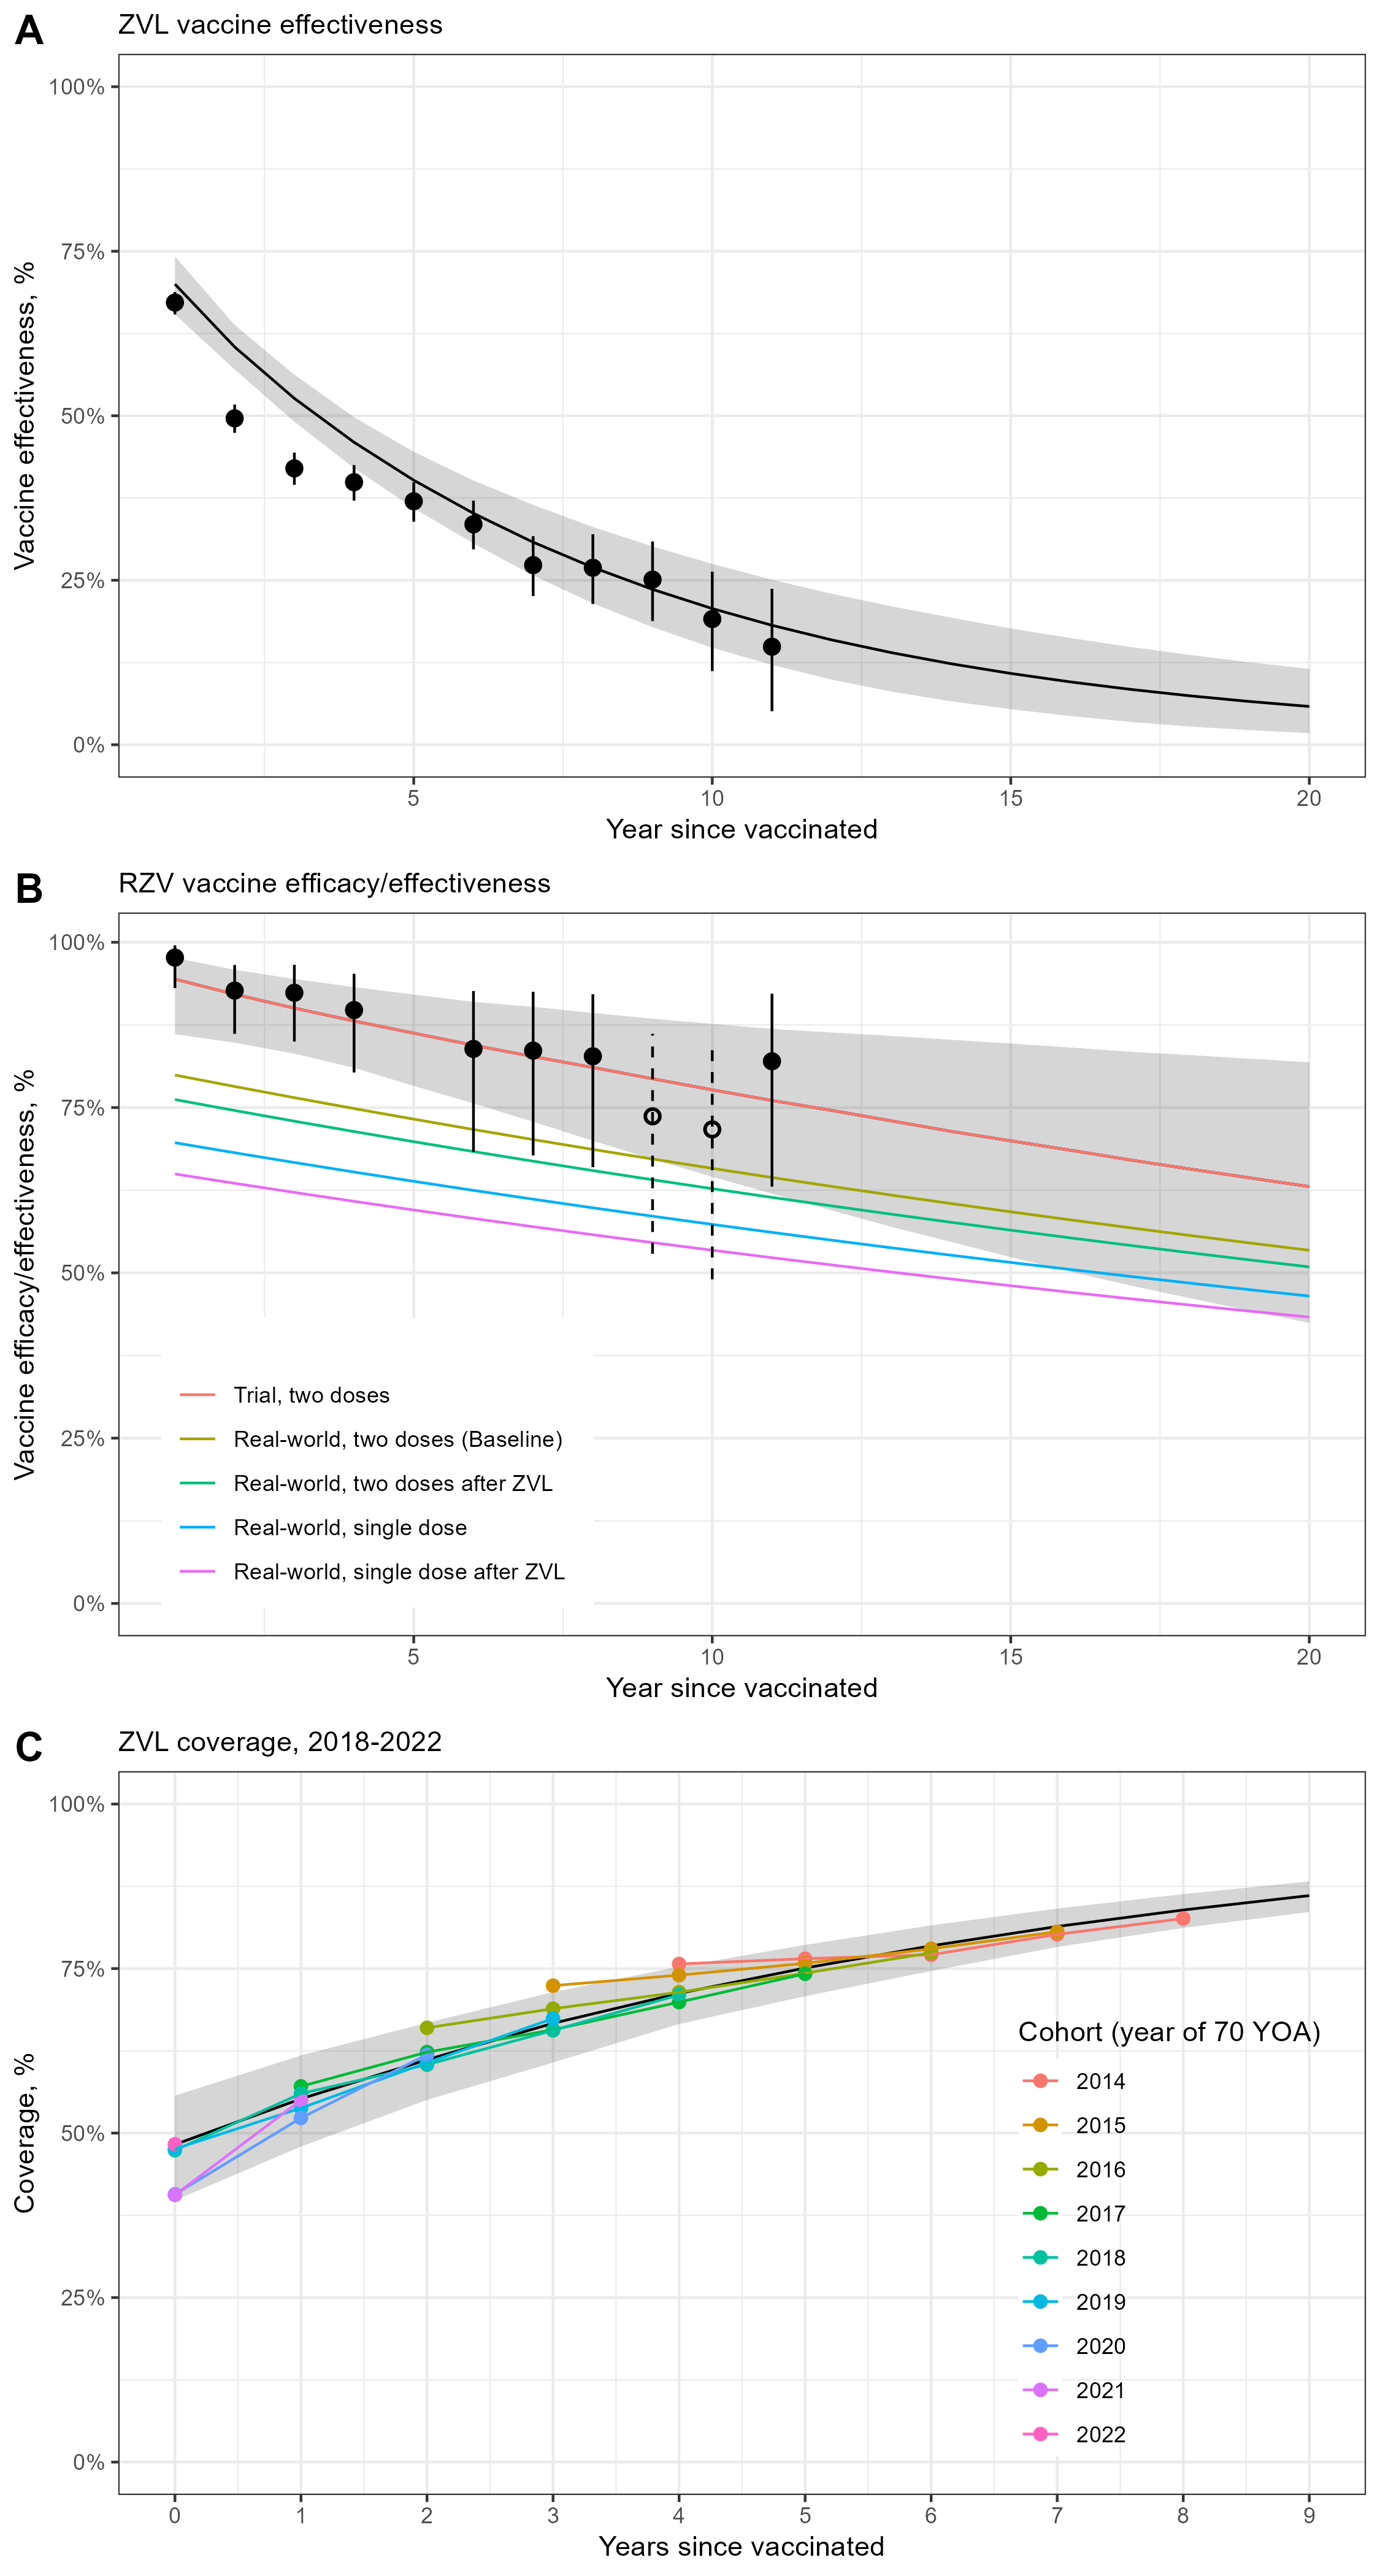 A
ZVL vaccine effectiveness
Vaccine effectiveness, %
100%
75%
50%
25%
0%
5
10
15
20
Year since vaccinated
B
RZV vaccine efficacy/effectiveness
Vaccine efficacy/effectiveness, %
100%
75%
50%
25%
0%
Trial, two doses
Real-world, two doses (Baseline)
Real-world, two doses after ZVL
Real-world, single dose
Real-world, single dose after ZVL
5
10
15
20
Year since vaccinated
C
ZVL coverage, 2018-2022
Coverage, %
100%
75%
50%
25%
0%
Cohort (year of 70 YOA)
2014
2015
2016
2017
2018
2019
2020
2021
2022
0
1
2
3
4
5
6
7
8
9
Years since vaccinated